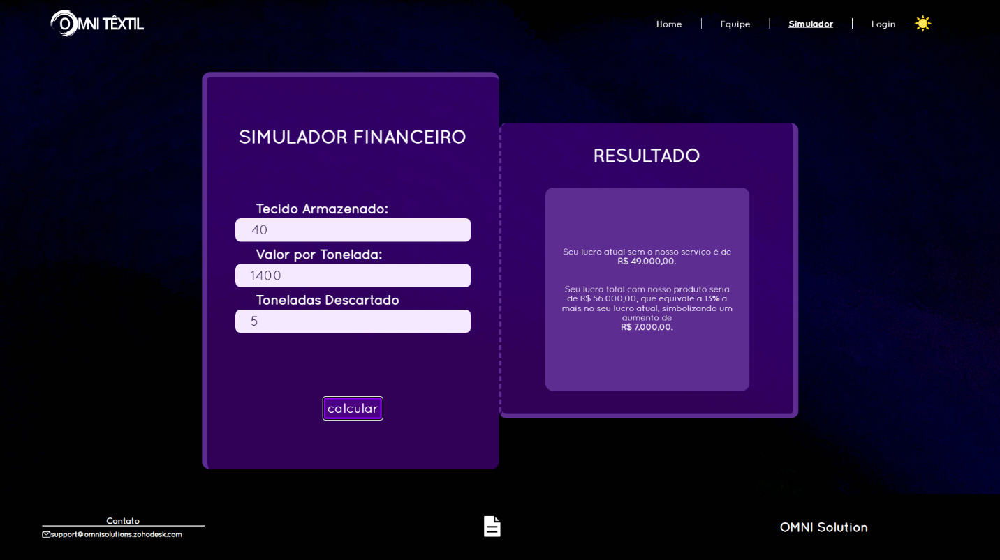 OMNI TÊXTIL
Home
Equipe
Simulador
Login
SIMULADOR FINANCEIRO
Tecido Armazenado:
40
Valor por Tonelada:
1400
Toneladas Descartado
5
calcular
RESULTADO
Seu lucro atual sem o nosso serviço é de
R$ 49.000,00.
Seu lucro total com nosso produto seria
de R$ 56.000,00, que equivale a 13% a
mais no seu lucro atual, simbolizando um
aumento de
R$ 7.000,00.
Contato
support@omnisolutions.zohodesk.com
OMNI Solution